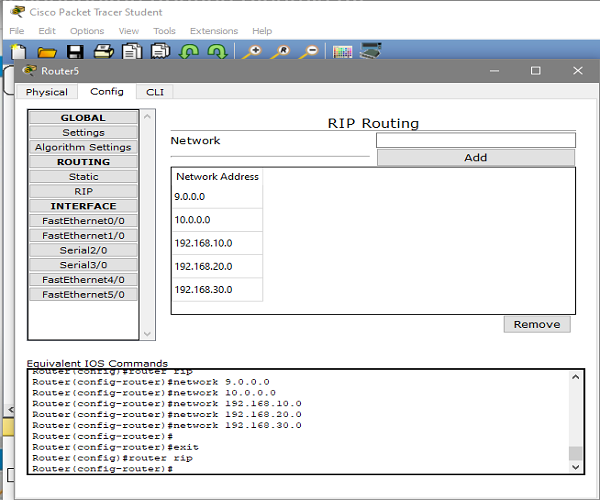 Cisco Packet Tracer Student
File Edit Options View Tools Extensions Help
Router5
Physical Config CLI
GLOBAL
Settings
Algorithm Settings
ROUTING
Static
RIP
INTERFACE
FastEthernet0/0
FastEthernet1/0
Serial2/0
Serial3/0
FastEthernet4/0
FastEthernet5/0
RIP Routing
Network
Add
Network Address
9.0.0.0
10.0.0.0
192.168.10.0
192.168.20.0
192.168.30.0
Remove
Equivalent IOS Commands
Router(config)#router rip
Router(config-router)#network 9.0.0.0
Router(config-router)#network 10.0.0.0
Router(config-router)#network 192.168.10.0
Router(config-router)#network 192.168.20.0
Router(config-router)#network 192.168.30.0
Router(config-router)#
Router(config-router)#exit
Router(config)#router rip
Router(config-router)#